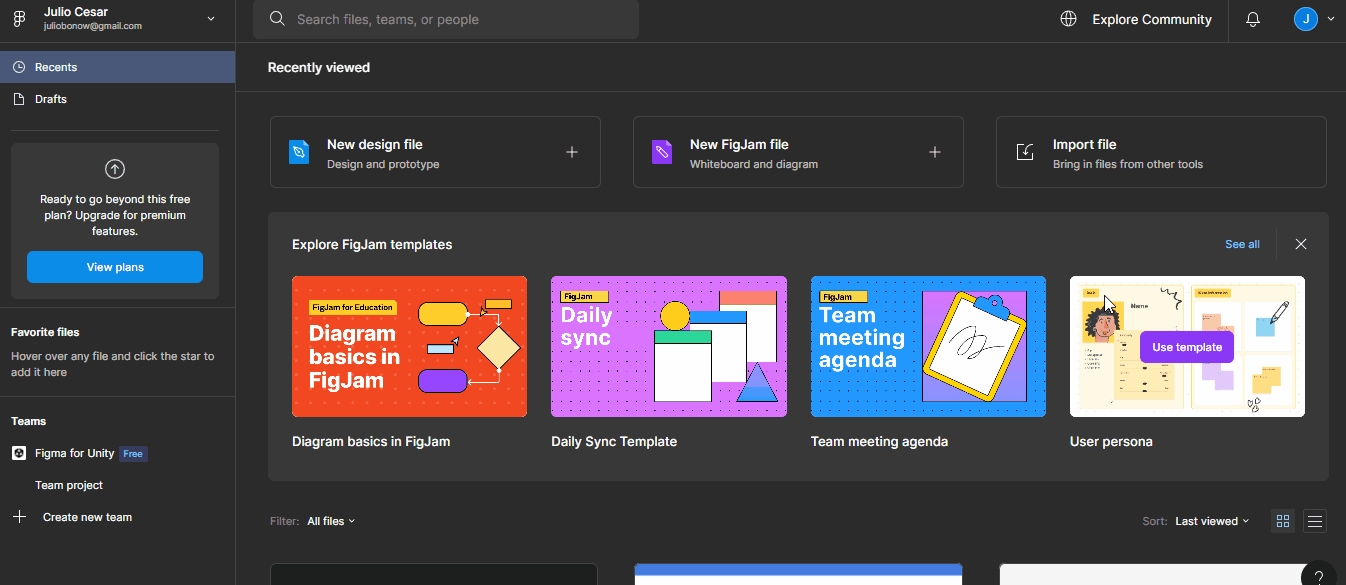 Julio Cesar
juliobonow@gmail.com
Search files, teams, or people
Explore Community
J
Recents
Drafts
Ready to go beyond this free
plan? Upgrade for premium
features.
View plans
Favorite files
Hover over any file and click the star to
add it here
Teams
Figma for Unity Free
Team project
Create new team
Recently viewed
New design file
Design and prototype
New FigJam file
Whiteboard and diagram
Import file
Bring in files from other tools
Explore FigJam templates
See all
FigJam for Education
Diagram
basics in
FigJam
Diagram basics in FigJam
FigJam
Daily
sync
Daily Sync Template
FigJam
Team
meeting
agenda
Team meeting agenda
Name
Use template
User persona
Filter: All files
Sort: Last viewed
?